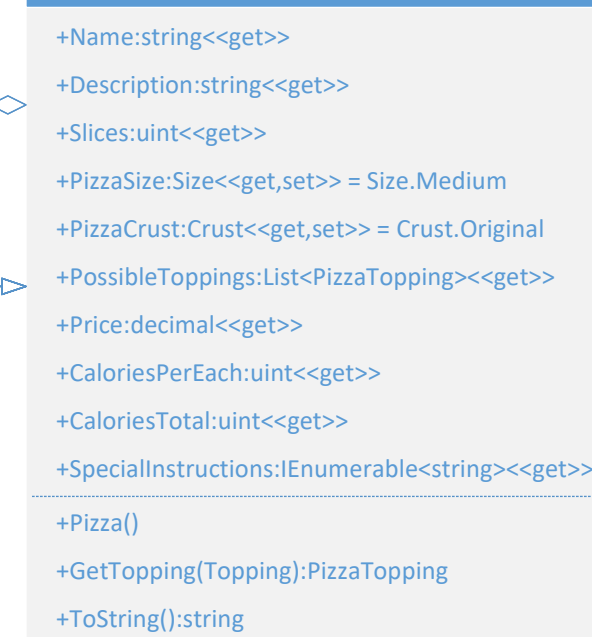 +Name:string<<get>>
+Description:string<<get>>
+Slices:uint<<get>>
+PizzaSize:Size<<get,set>> = Size.Medium
+PizzaCrust:Crust<<get,set>> = Crust.Original
+PossibleToppings:List<PizzaTopping><<get>>
+Price:decimal<<get>>
+CaloriesPerEach:uint<<get>>
+CaloriesTotal:uint<<get>>
+SpecialInstructions:IEnumerable<string><<get>>
+Pizza()
+GetTopping(Topping):PizzaTopping
+ToString():string